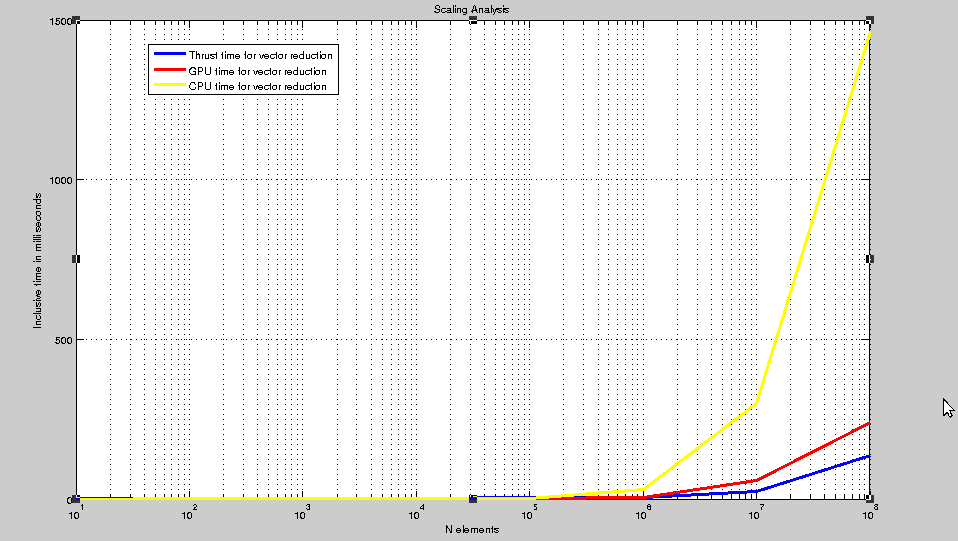 Scaling Analysis
1500
Thrust time for vector reduction
GPU time for vector reduction
CPU time for vector reduction
1000
Inclusive time in milli seconds
500
0
10^1 10^2 10^3 10^4 10^5 10^6 10^7 10^8
N elements